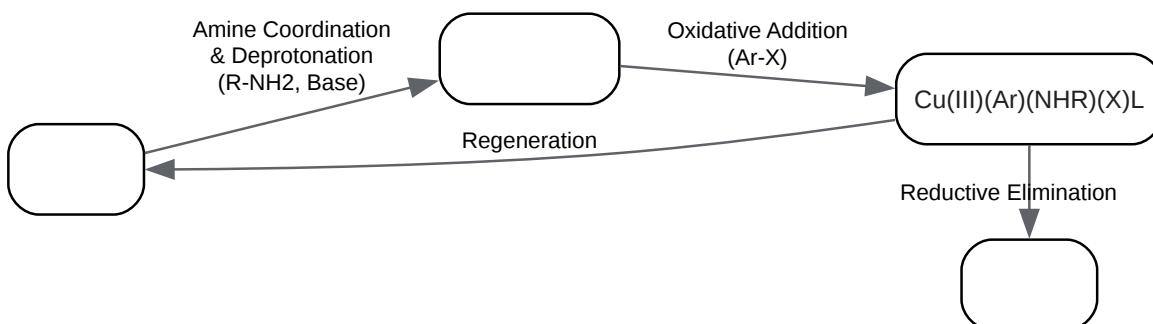 Amine Coordination
& Deprotonation
(R-NH2, Base)
Oxidative Addition
(Ar-X)
Cu(III)(Ar)(NHR)(X)L
Regeneration
Reductive Elimination